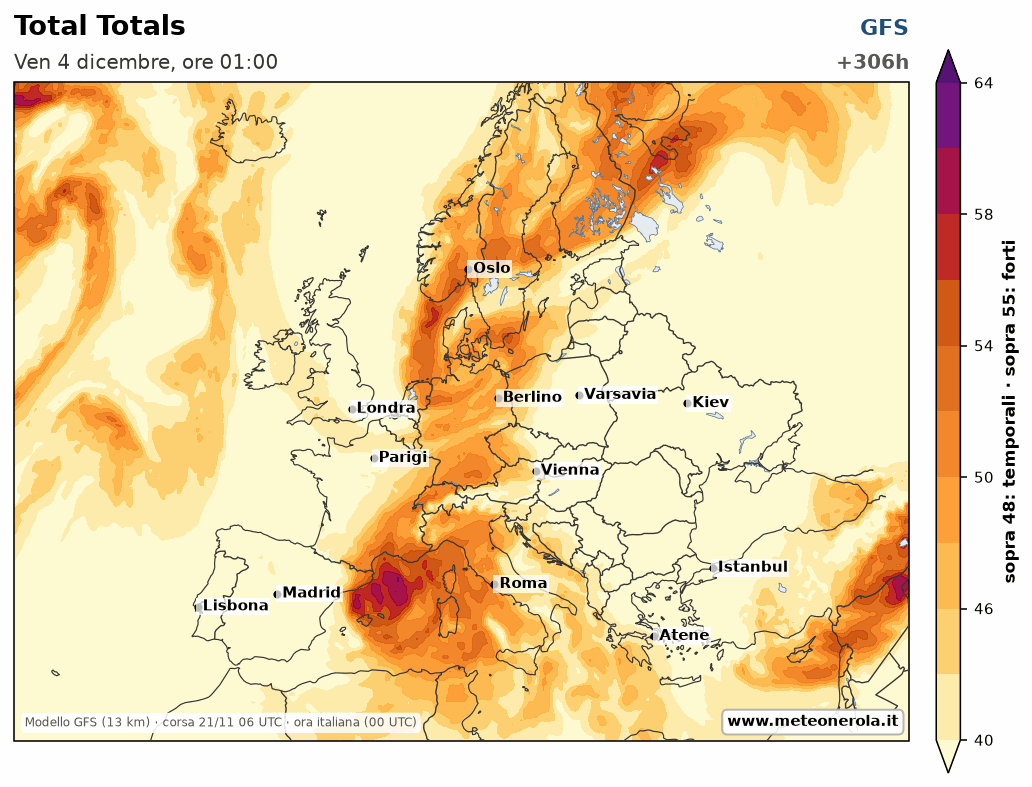 Total Totals
GFS
Ven 4 dicembre, ore 01:00
+306h
64
58
54
50
46
40
sopra 48: temporali · sopra 55: forti
Oslo
Berlino
Varsavia
Kiev
Londra
Parigi
Vienna
Istanbul
Roma
Madrid
Lisbona
Atene
Modello GFS (13 km) · corsa 21/11 06 UTC · ora italiana (00 UTC)
www.meteonerola.it